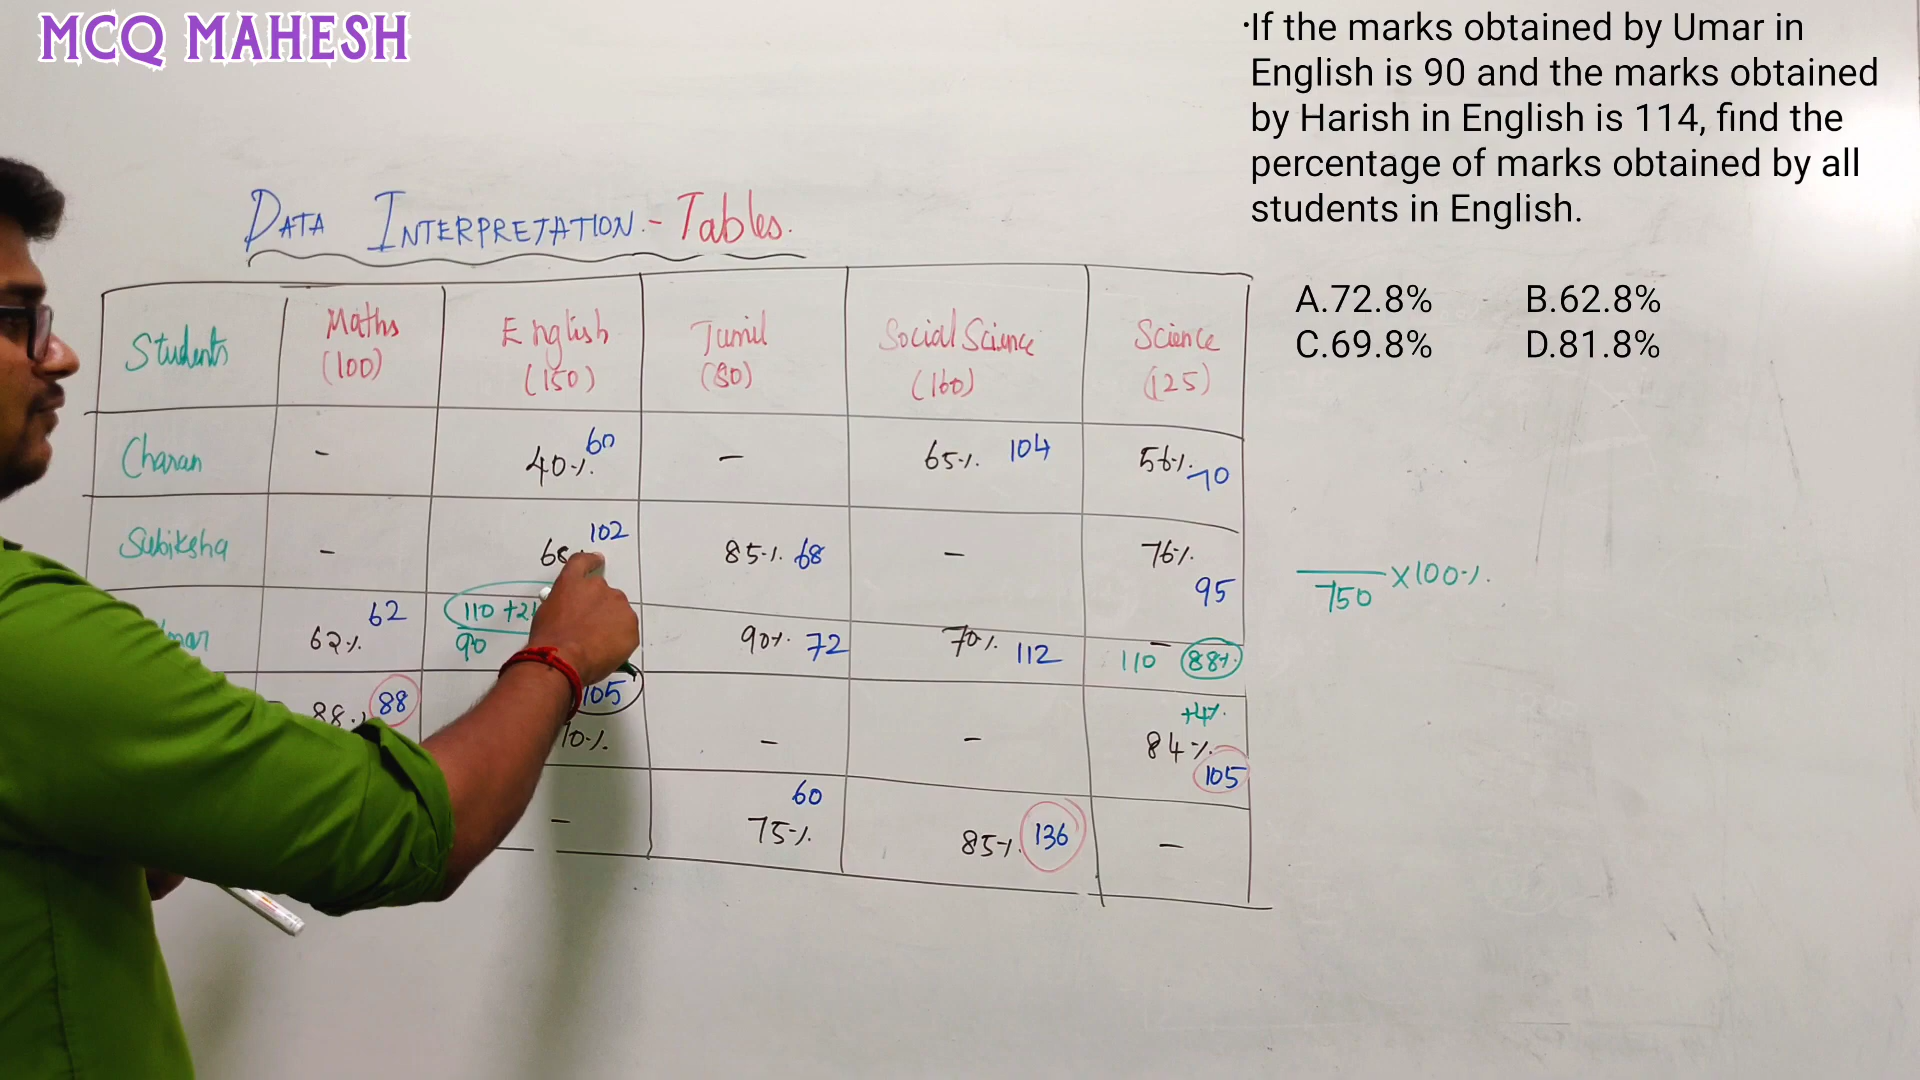 MCQ MAHESH
·If the marks obtained by Umar in
English is 90 and the marks obtained
by Harish in English is 114, find the
percentage of marks obtained by all
students in English.
A.72.8% B.62.8%
C.69.8% D.81.8%
DATA INTERPRETATION - Tables.
Students Maths (100) English (150) Tamil (80) Social Science (160) Science (125)
Charan - 40% 60 - 65% 104 56% 70
Subiksha - 102 85% 68 - 76% 95
62% 62 110 90 90% 72 70% 112 - 110 88%
88% 88 105 70% - - +4% 84% 105
- 60 75% 85% 136 -
750 x100%.